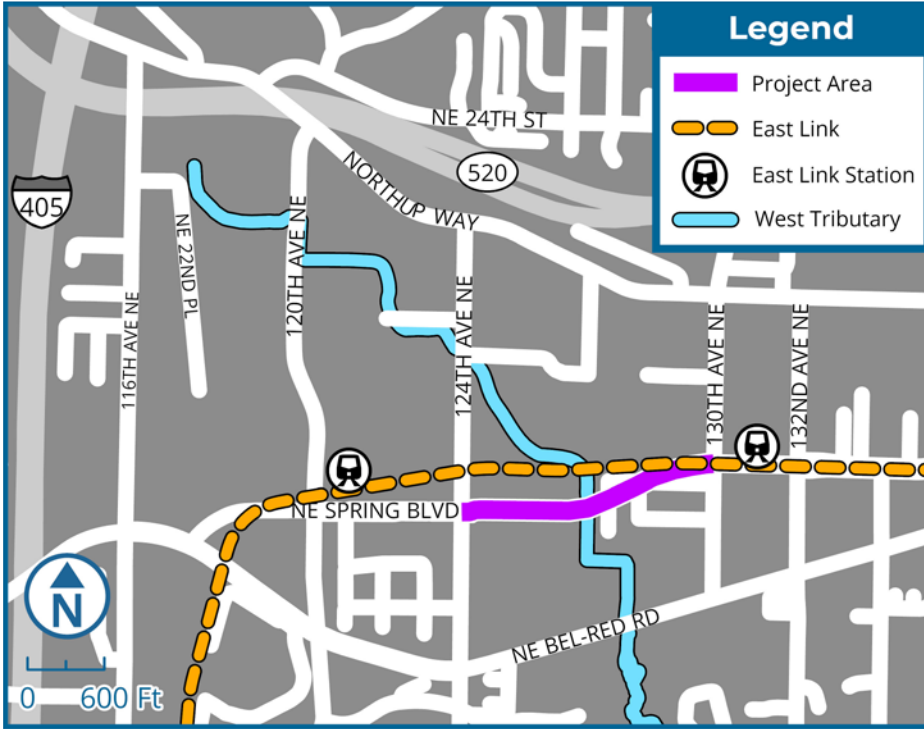 Legend
Project Area
East Link
East Link Station
West Tributary
NE 24TH ST
520
NORTHUP WAY
405
NE 22ND PL
120TH AVE NE
116TH AVE NE
124TH AVE NE
130TH AVE NE
132ND AVE NE
NE SPRING BLVD
NE BEL-RED RD
N
0 600 Ft